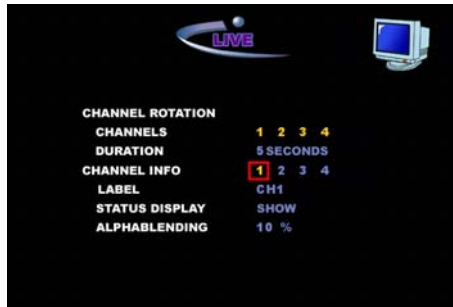 LIVE
CHANNEL ROTATION
CHANNELS 1 2 3 4
DURATION 5 SECONDS
CHANNEL INFO 1 2 3 4
LABEL CH1
STATUS DISPLAY SHOW
ALPHABLENDING 10 %